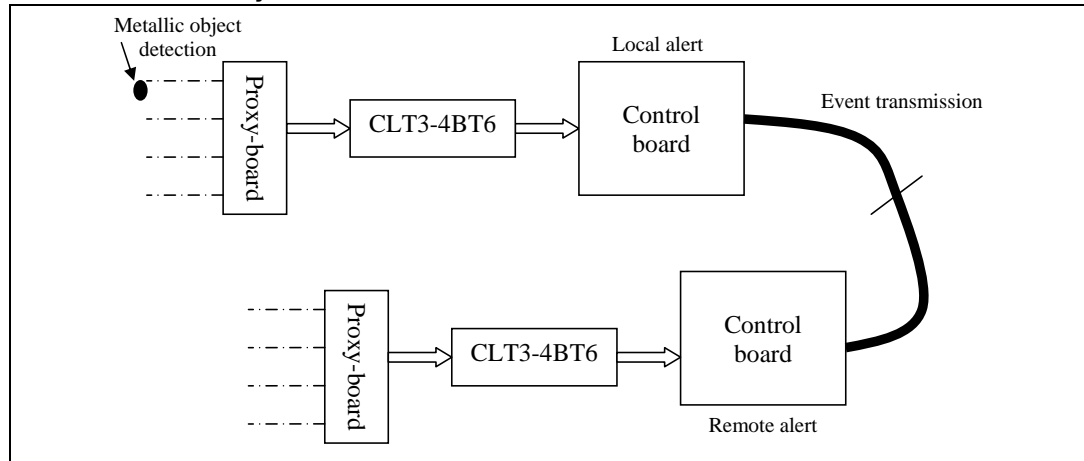 Metallic object
detection
Proxy-board
CLT3-4BT6
Local alert
Control
board
Event transmission
Proxy-board
CLT3-4BT6
Control
board
Remote alert